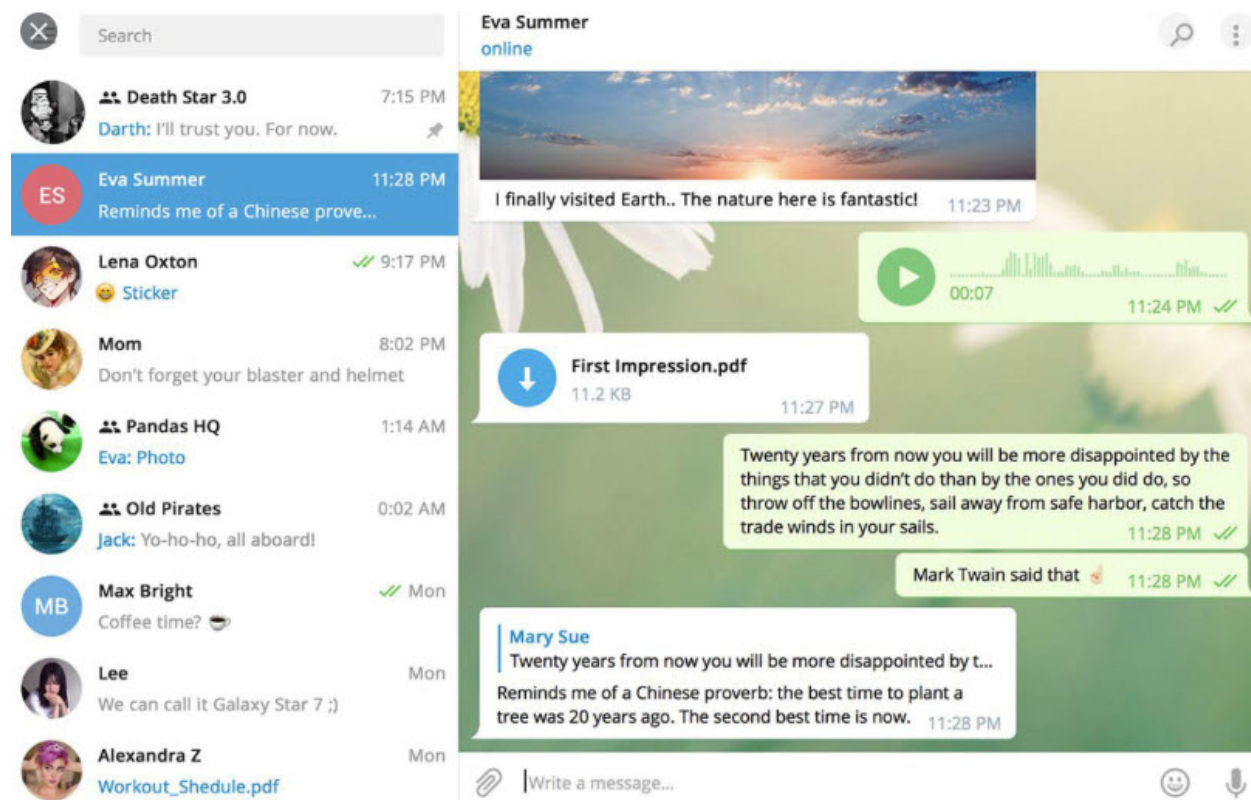 Search
Death Star 3.0 7:15 PM
Darth: I'll trust you. For now.
ES
Eva Summer 11:28 PM
Reminds me of a Chinese prove...
Lena Oxton 9:17 PM
Sticker
Mom 8:02 PM
Don't forget your blaster and helmet
Pandas HQ 1:14 AM
Eva: Photo
Old Pirates 0:02 AM
Jack: Yo-ho-ho, all aboard!
MB
Max Bright Mon
Coffee time?
Lee Mon
We can call it Galaxy Star 7 ;)
Alexandra Z Mon
Workout_Shedule.pdf
Eva Summer
online
I finally visited Earth.. The nature here is fantastic! 11:23 PM
00:07
11:24 PM
First Impression.pdf
11.2 KB
11:27 PM
Twenty years from now you will be more disappointed by the
things that you didn't do than by the ones you did do, so
throw off the bowlines, sail away from safe harbor, catch the
trade winds in your sails. 11:28 PM
Mark Twain said that 11:28 PM
Mary Sue
Twenty years from now you will be more disappointed by t...
Reminds me of a Chinese proverb: the best time to plant a
tree was 20 years ago. The second best time is now. 11:28 PM
Write a message...